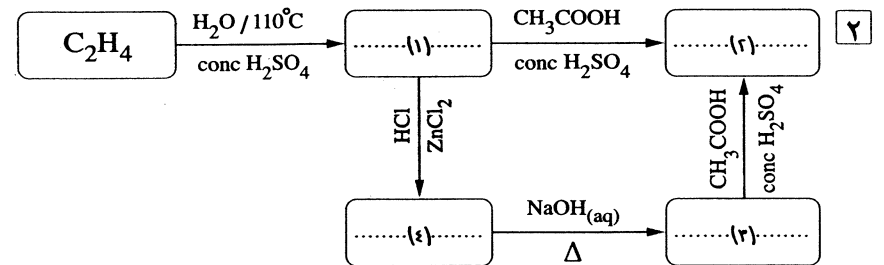 C₂H₄
H₂O / 110°C
conc H₂SO₄
.......(١).......
CH₃COOH
conc H₂SO₄
.......(٢).......
٢
HCl
ZnCl₂
CH₃COOH
conc H₂SO₄
.......(٤).......
NaOH(aq)
Δ
.......(٣).......